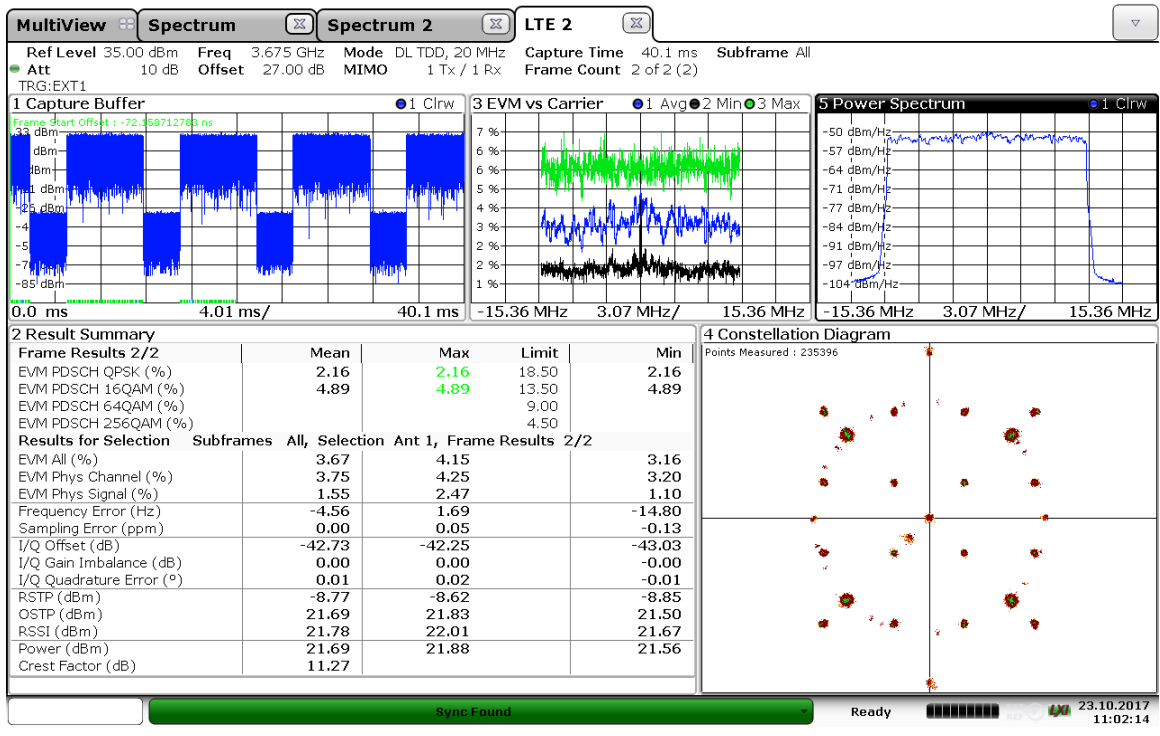 MultiView Spectrum Spectrum 2 LTE 2
Ref Level 35.00 dBm Freq 3.675 GHz Mode DL TDD, 20 MHz Capture Time 40.1 ms Subframe All
Att 10 dB Offset 27.00 dB MIMO 1 Tx / 1 Rx Frame Count 2 of 2 (2)
TRG:EXT1
1 Capture Buffer 1 Clrw
Frame Start Offset : -72.158712783 ns
33 dBm
dBm
dBm
dBm
-25 dBm
-85 dBm
0.0 ms 4.01 ms/ 40.1 ms
3 EVM vs Carrier 1 Avg 2 Min 3 Max
7 %
6 %
6 %
5 %
4 %
3 %
2 %
2 %
1 %
-15.36 MHz 3.07 MHz/ 15.36 MHz
5 Power Spectrum 1 Clrw
-50 dBm/Hz
-57 dBm/Hz
-64 dBm/Hz
-71 dBm/Hz
-77 dBm/Hz
-84 dBm/Hz
-91 dBm/Hz
-97 dBm/Hz
-104 dBm/Hz
-15.36 MHz 3.07 MHz/ 15.36 MHz
2 Result Summary
Frame Results 2/2 Mean Max Limit Min
EVM PDSCH QPSK (%) 2.16 2.16 18.50 2.16
EVM PDSCH 16QAM (%) 4.89 4.89 13.50 4.89
EVM PDSCH 64QAM (%) 9.00
EVM PDSCH 256QAM (%) 4.50
Results for Selection Subframes All, Selection Ant 1, Frame Results 2/2
EVM All (%) 3.67 4.15 3.16
EVM Phys Channel (%) 3.75 4.25 3.20
EVM Phys Signal (%) 1.55 2.47 1.10
Frequency Error (Hz) -4.56 1.69 -14.80
Sampling Error (ppm) 0.00 0.05 -0.13
I/Q Offset (dB) -42.73 -42.25 -43.03
I/Q Gain Imbalance (dB) 0.00 0.00 -0.00
I/Q Quadrature Error (°) 0.01 0.02 -0.01
RSTP (dBm) -8.77 -8.62 -8.85
OSTP (dBm) 21.69 21.83 21.50
RSSI (dBm) 21.78 22.01 21.67
Power (dBm) 21.69 21.88 21.56
Crest Factor (dB) 11.27
4 Constellation Diagram
Points Measured : 235396
Sync Found Ready REF LXI 23.10.2017
11:02:14